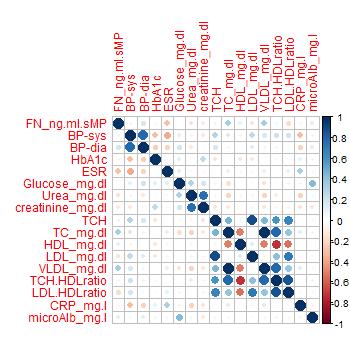 FN_ng.ml.sMP
BP-sys
BP-dia
HbA1c
ESR
Glucose_mg.dl
Urea_mg.dl
creatinine_mg.dl
TCH
TC_mg.dl
HDL_mg.dl
LDL_mg.dl
VLDL_mg.dl
TCH.HDLratio
LDL.HDLratio
CRP_mg.l
microAlb_mg.l
FN_ng.ml.sMP
BP-sys
BP-dia
HbA1c
ESR
Glucose_mg.dl
Urea_mg.dl
creatinine_mg.dl
TCH
TC_mg.dl
HDL_mg.dl
LDL_mg.dl
VLDL_mg.dl
TCH.HDLratio
LDL.HDLratio
CRP_mg.l
microAlb_mg.l
1
0.8
0.6
0.4
0.2
0
-0.2
-0.4
-0.6
-0.8
-1